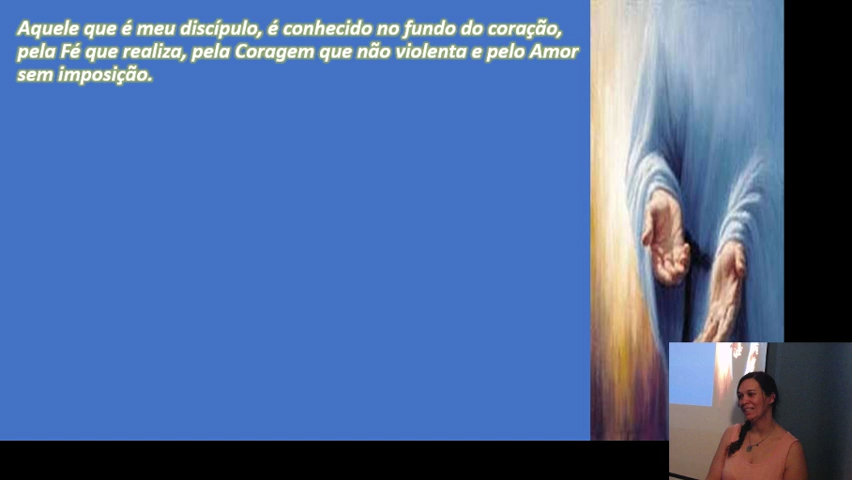 Aquele que é meu discípulo, é conhecido no fundo do coração,
pela Fé que realiza, pela Coragem que não violenta e pelo Amor
sem imposição.